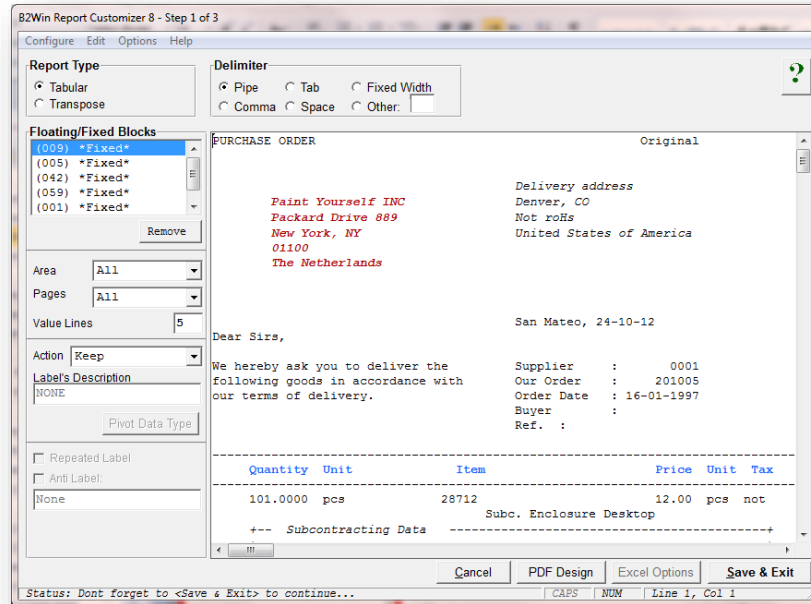 B2Win Report Customizer 8 - Step 1 of 3
Configure Edit Options Help
Report Type
Tabular
Transpose
Delimiter
Pipe Tab Fixed Width
Comma Space Other:
?
Floating/Fixed Blocks
(009) *Fixed*
(005) *Fixed*
(042) *Fixed*
(059) *Fixed*
(001) *Fixed*
Remove
Area All
Pages All
Value Lines 5
Action Keep
Label's Description
NONE
Pivot Data Type
Repeated Label
Anti Label:
None
PURCHASE ORDER Original
Delivery address
Paint Yourself INC Denver, CO
Packard Drive 889 Not roHs
New York, NY United States of America
01100
The Netherlands
San Mateo, 24-10-12
Dear Sirs,
We hereby ask you to deliver the Supplier : 0001
following goods in accordance with Our Order : 201005
our terms of delivery. Order Date : 16-01-1997
Buyer :
Ref. :
Quantity Unit Item Price Unit Tax
101.0000 pcs 28712 12.00 pcs not
Subc. Enclosure Desktop
+-- Subcontracting Data --------------------------------------------+
Cancel PDF Design Excel Options Save & Exit
Status: Dont forget to <Save & Exit> to continue... CAPS NUM Line 1, Col 1